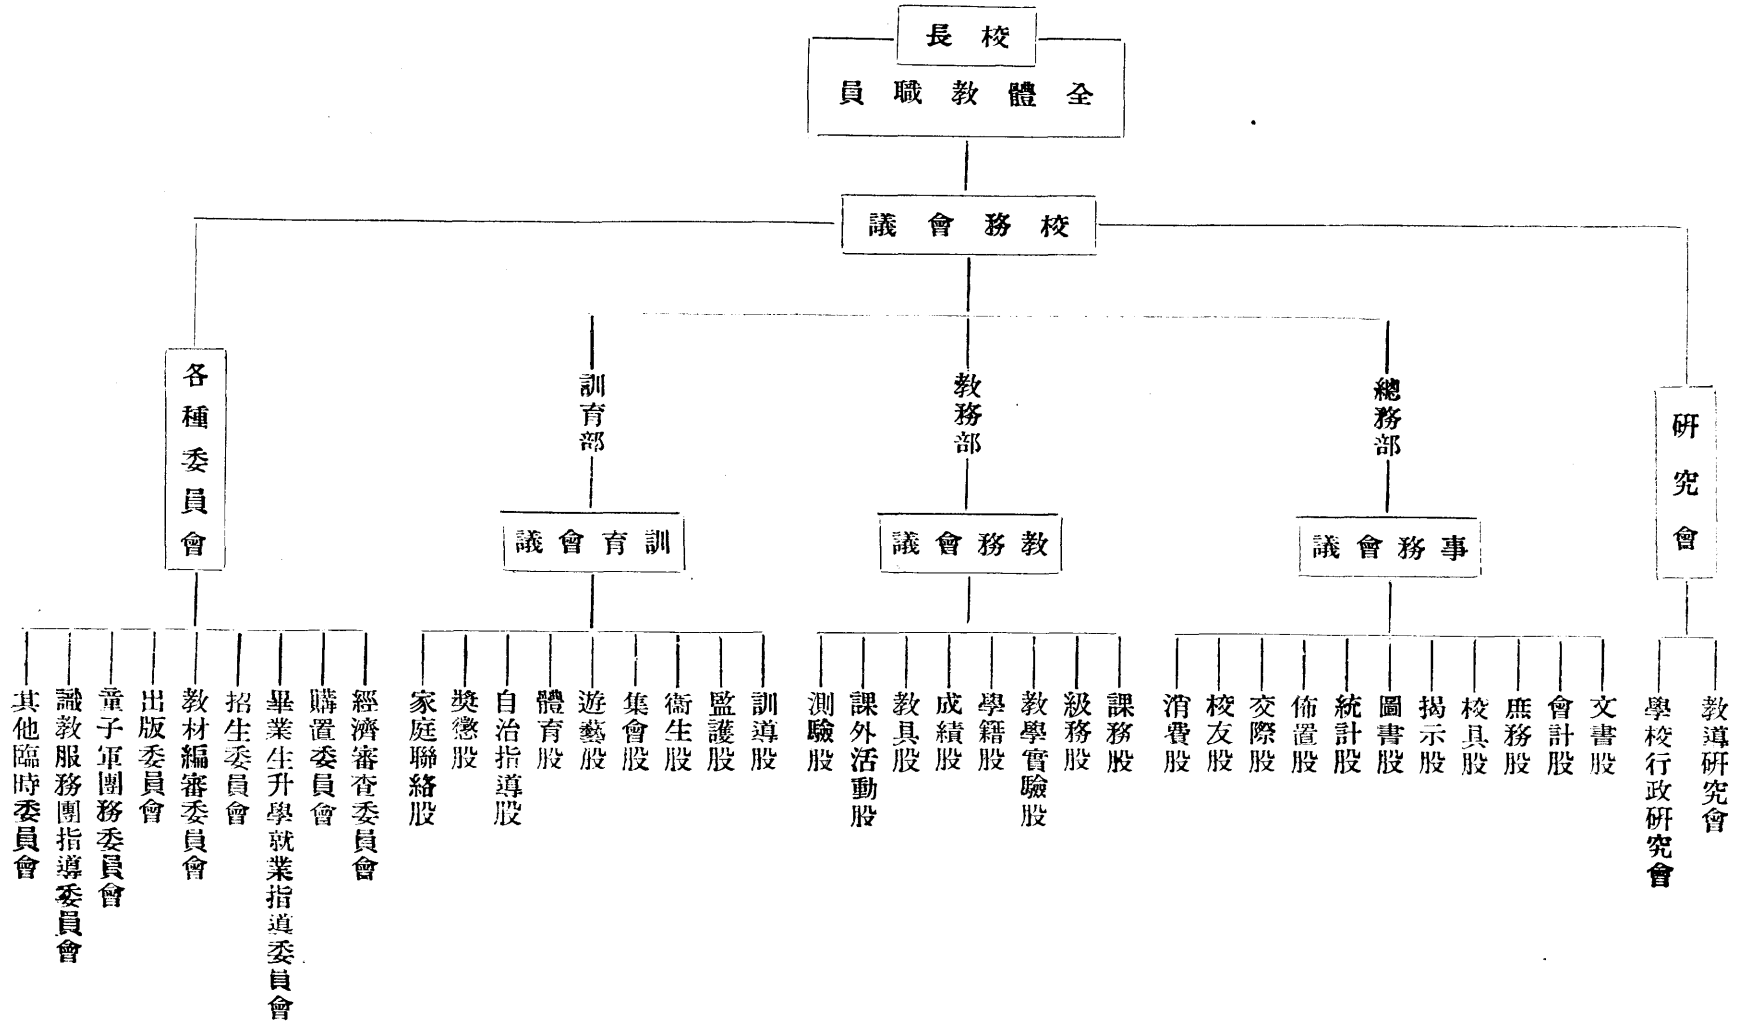 校長
全體教職員
校務會議
研究會
總務部
教務部
訓育部
各種委員會
事務會議
教務會議
訓育會議
教導研究會
學校行政研究會
文書股
會計股
庶務股
校具股
揭示股
圖書股
統計股
佈置股
交際股
校友股
消費股
課務股
級務股
教學實驗股
學籍股
成績股
教具股
課外活動股
測驗股
訓導股
監護股
衛生股
集會股
遊藝股
體育股
自治指導股
獎懲股
家庭聯絡股
經濟審查委員會
購置委員會
畢業生升學就業指導委員會
招生委員會
教材編審委員會
出版委員會
童子軍團務委員會
識教服務團指導委員會
其他臨時委員會